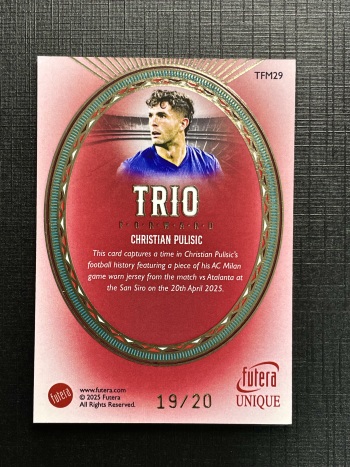 TFM29
TRIO
FUTERA
CHRISTIAN PULISIC
This card captures a time in Christian Pulisic's
football history featuring a piece of his AC Milan
game worn jersey from the match vs Atalanta at
the San Siro on the 20th April 2025.
futera
www.futera.com
© 2025 Futera
All Rights Reserved.
19/20
futera
UNIQUE